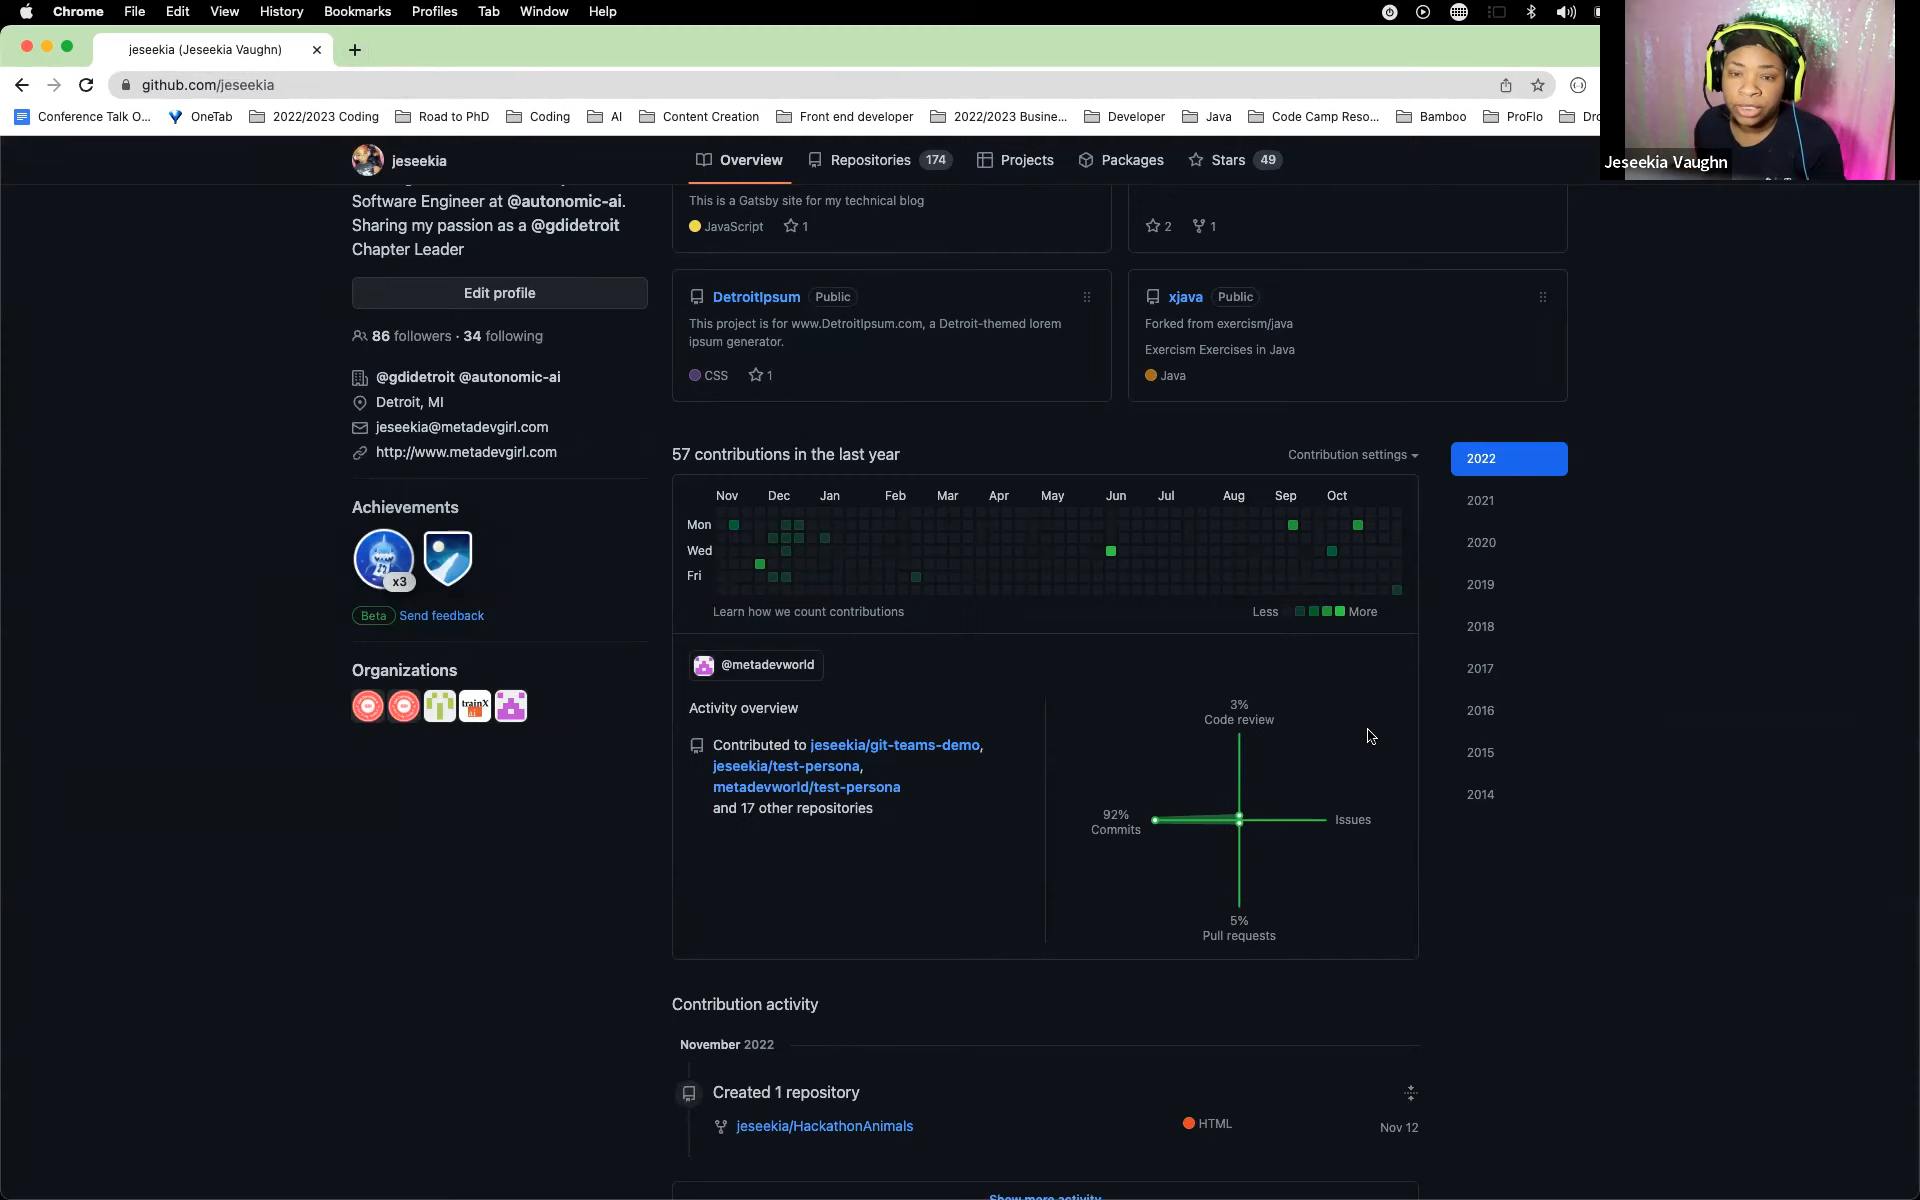 Chrome File Edit View History Bookmarks Profiles Tab Window Help
jeseekia (Jeseekia Vaughn)
github.com/jeseekia
Conference Talk O... OneTab 2022/2023 Coding Road to PhD Coding AI Content Creation Front end developer 2022/2023 Busine... Developer Java Code Camp Reso... Bamboo ProFlo
Jeseekia Vaughn
jeseekia
Overview Repositories 174 Projects Packages Stars 49
Software Engineer at @autonomic-ai.
Sharing my passion as a @gdidetroit
Chapter Leader
Edit profile
86 followers · 34 following
@gdidetroit @autonomic-ai
Detroit, MI
jeseekia@metadevgirl.com
http://www.metadevgirl.com
Achievements
x3
Beta Send feedback
Organizations
trainX
This is a Gatsby site for my technical blog
JavaScript 1
2 1
DetroitIpsum Public
This project is for www.DetroitIpsum.com, a Detroit-themed lorem
ipsum generator.
CSS 1
xjava Public
Forked from exercism/java
Exercism Exercises in Java
Java
57 contributions in the last year
Contribution settings
Nov Dec Jan Feb Mar Apr May Jun Jul Aug Sep Oct
Mon
Wed
Fri
Learn how we count contributions
Less More
@metadevworld
Activity overview
Contributed to jeseekia/git-teams-demo,
jeseekia/test-persona,
metadevworld/test-persona
and 17 other repositories
3%
Code review
92%
Commits
Issues
5%
Pull requests
2022
2021
2020
2019
2018
2017
2016
2015
2014
Contribution activity
November 2022
Created 1 repository
jeseekia/HackathonAnimals
HTML
Nov 12
Show more activity